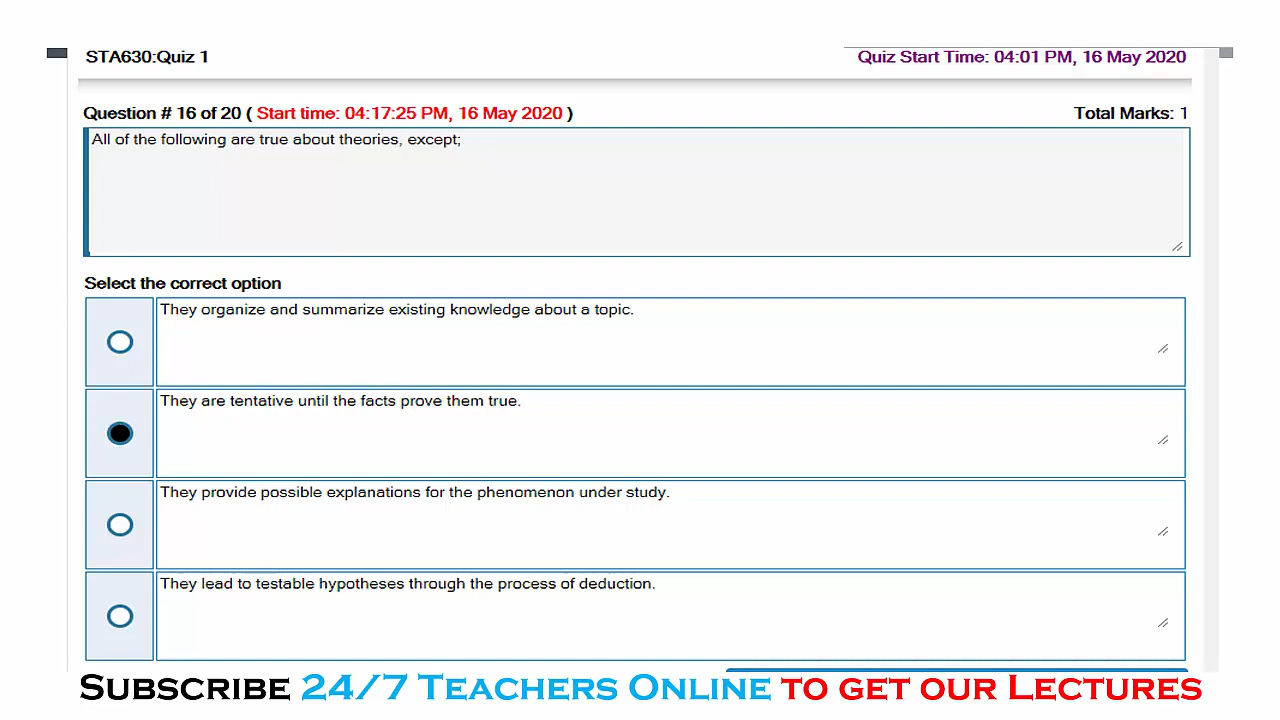 STA630:Quiz 1
Quiz Start Time: 04:01 PM, 16 May 2020
Question # 16 of 20 ( Start time: 04:17:25 PM, 16 May 2020 )
Total Marks: 1
All of the following are true about theories, except;
Select the correct option
They organize and summarize existing knowledge about a topic.
They are tentative until the facts prove them true.
They provide possible explanations for the phenomenon under study.
They lead to testable hypotheses through the process of deduction.
Subscribe 24/7 Teachers Online to get our Lectures